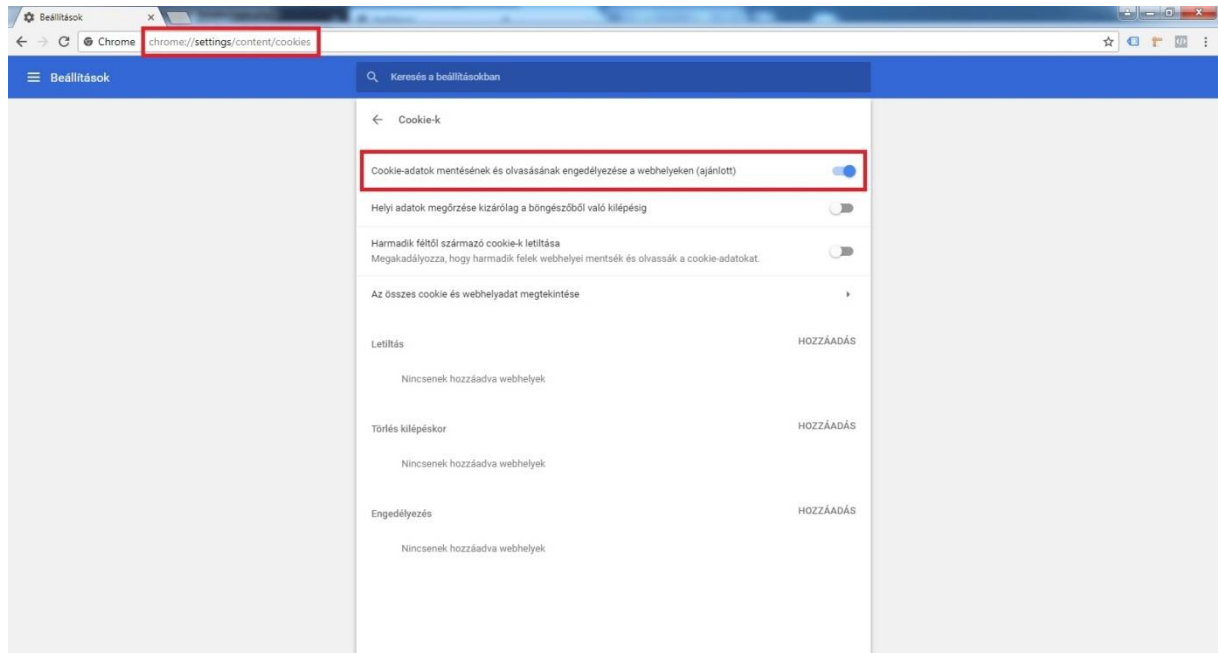 Beállítások
Chrome chrome://settings/content/cookies
Beállítások
Keresés a beállításokban
Cookie-k
Cookie-adatok mentésének és olvasásának engedélyezése a webhelyeken (ajánlott)
Helyi adatok megőrzése kizárólag a böngészőből való kilépésig
Harmadik féltől származó cookie-k letiltása
Megakadályozza, hogy harmadik felek webhelyei mentsék és olvassák a cookie-adatokat.
Az összes cookie és webhelyadat megtekintése
Letiltás HOZZÁADÁS
Nincsenek hozzáadva webhelyek
Törlés kilépéskor HOZZÁADÁS
Nincsenek hozzáadva webhelyek
Engedélyezés HOZZÁADÁS
Nincsenek hozzáadva webhelyek